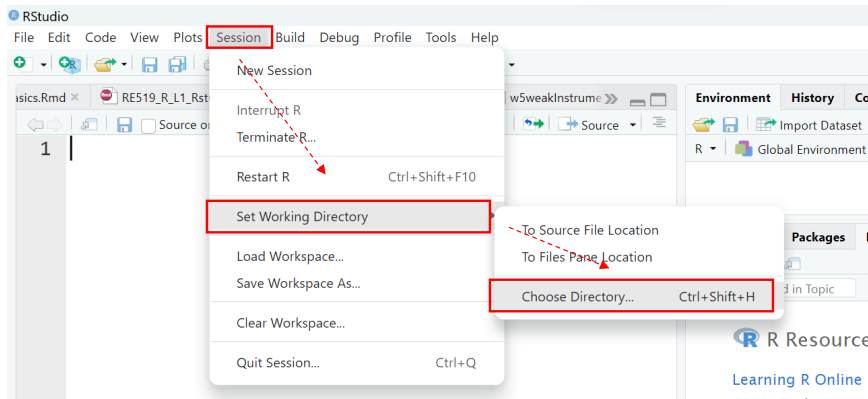 RStudio
File Edit Code View Plots Session Build Debug Profile Tools Help
New Session
Interrupt R
Terminate R...
Restart R Ctrl+Shift+F10
Set Working Directory
Load Workspace...
Save Workspace As...
Clear Workspace...
Quit Session... Ctrl+Q
To Source File Location
To Files Pane Location
Choose Directory... Ctrl+Shift+H
asics.Rmd RE519_R_L1_Rst w5weakInstrume
Source o Source
1
Environment History Co
Import Dataset
R Global Environment
Packages
d in Topic
R Resource
Learning R Online